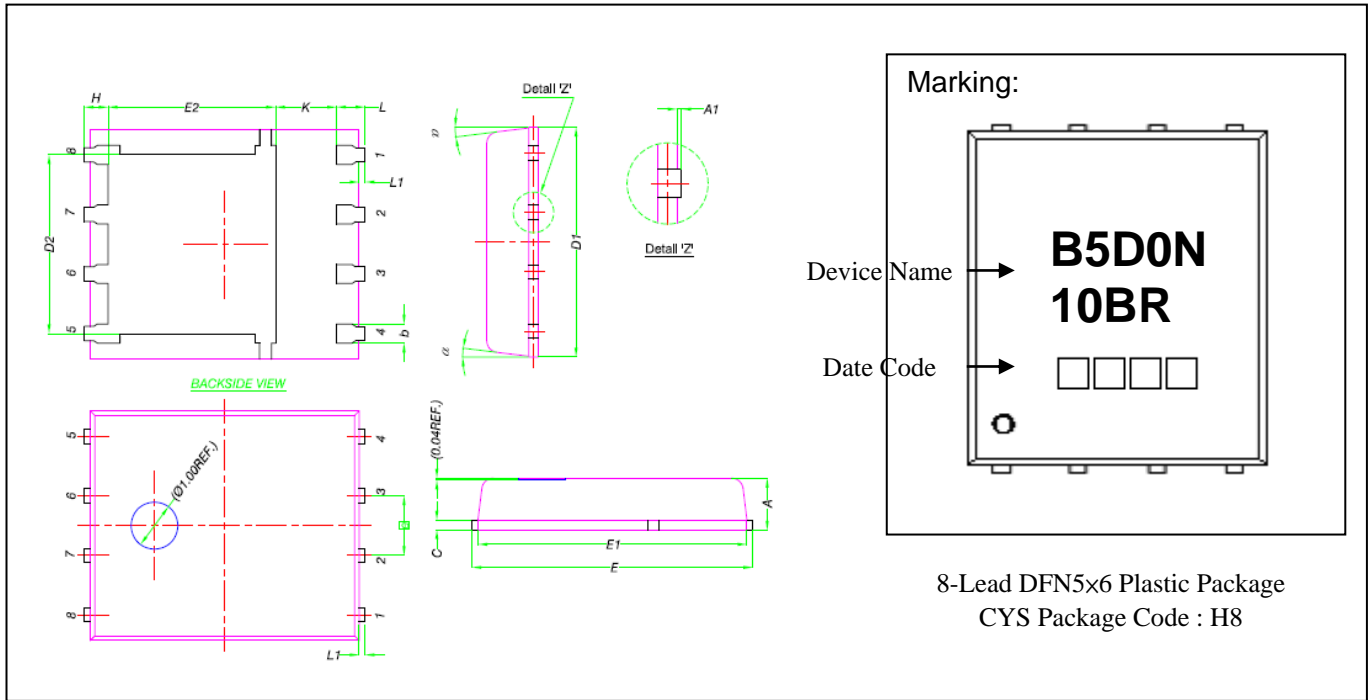 H
E2
K
L
8
1
L1
7
2
D2
6
3
5
4
b
BACKSIDE VIEW
Detail 'Z'
α
D1
α
A1
Detail 'Z'
5
4
(Ø1.00REF.)
6
3
7
2
8
1
L1
(0.04REF.)
A
C
E1
E
Marking:
B5D0N
Device Name
10BR
Date Code
8-Lead DFN5×6 Plastic Package
CYS Package Code : H8